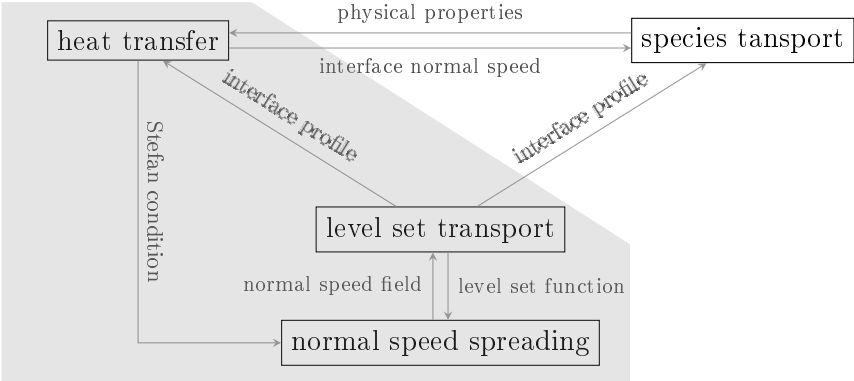 physical properties
heat transfer
species tansport
interface normal speed
interface profile
interface profile
Stefan condition
level set transport
normal speed field
level set function
normal speed spreading